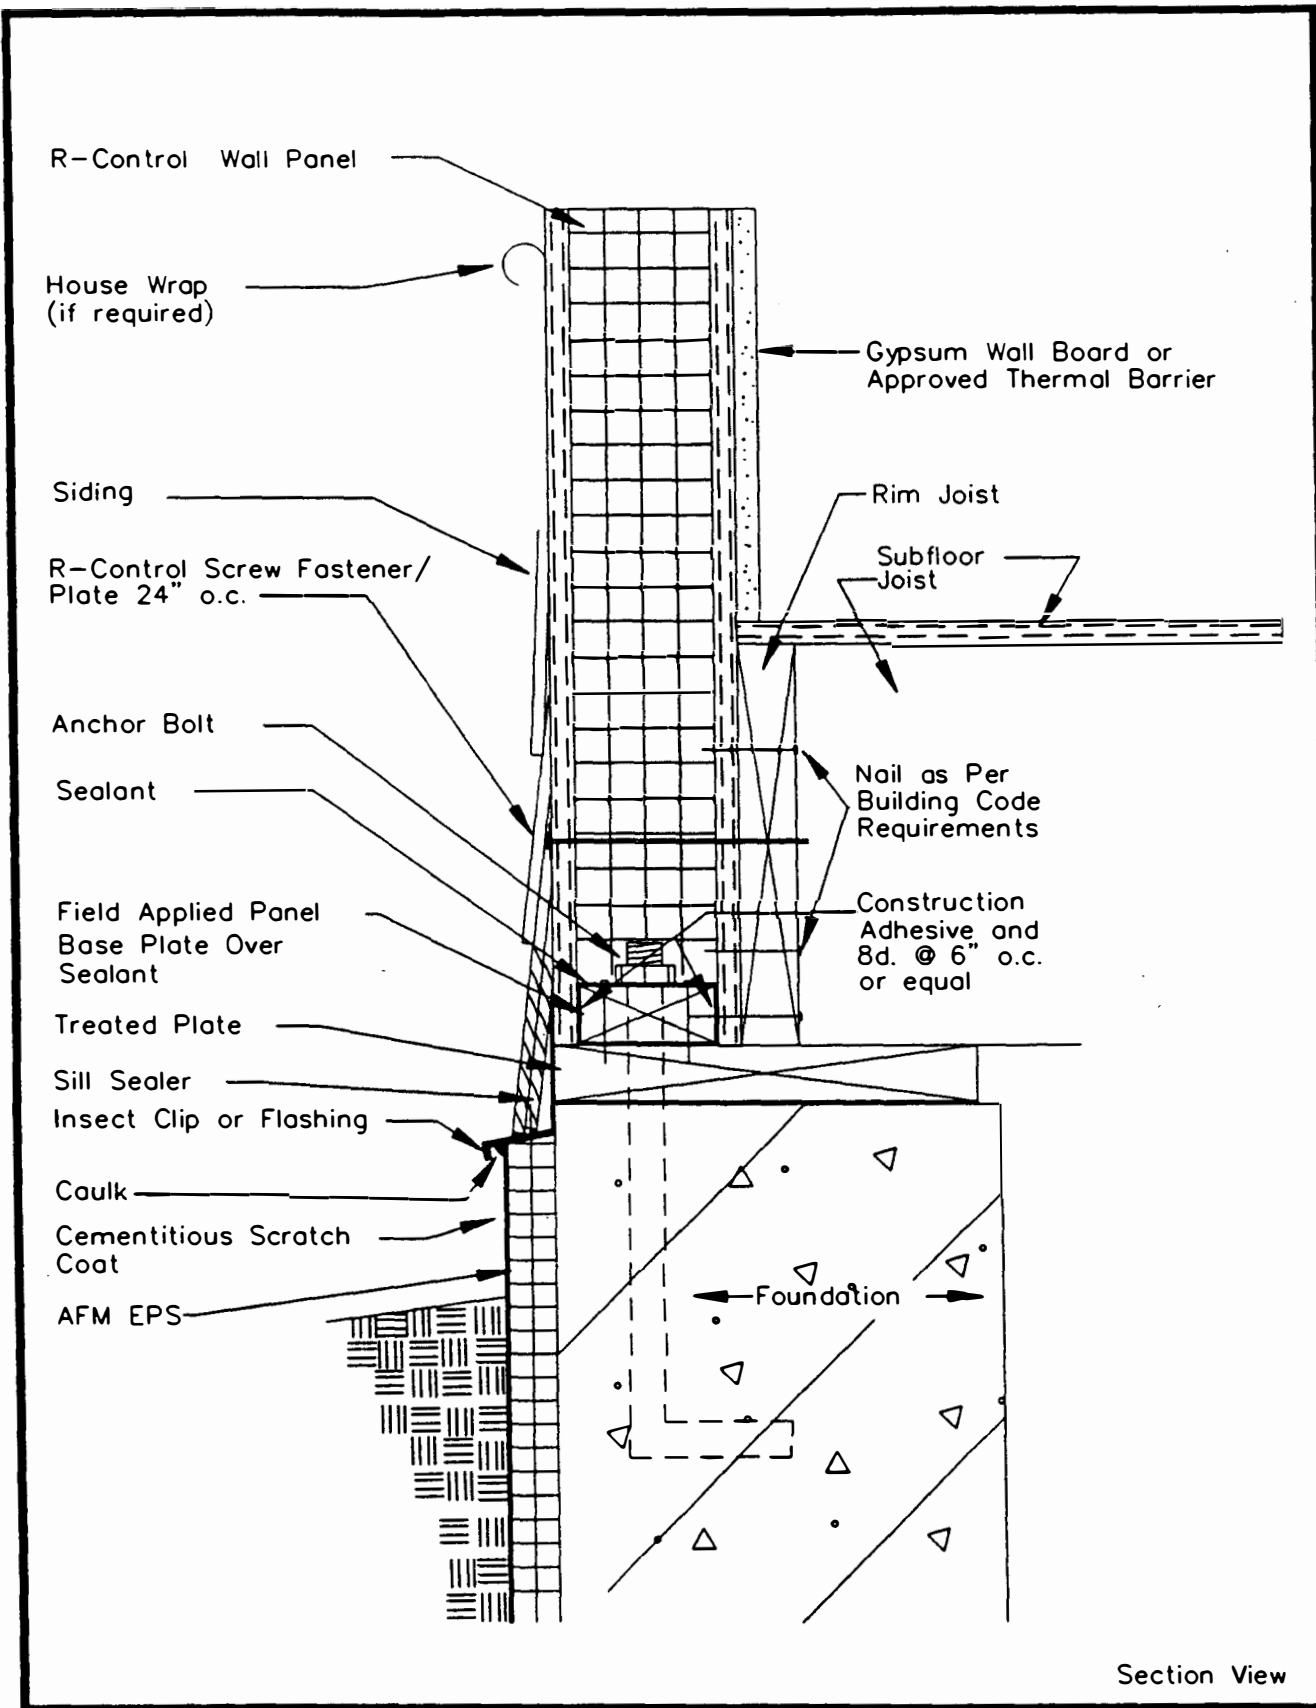 R-Control Wall Panel
House Wrap
(if required)
Gypsum Wall Board or
Approved Thermal Barrier
Siding
Rim Joist
R-Control Screw Fastener/
Plate 24" o.c.
Subfloor
Joist
Anchor Bolt
Sealant
Nail as Per
Building Code
Requirements
Field Applied Panel
Base Plate Over
Sealant
Construction
Adhesive and
8d. @ 6" o.c.
or equal
Treated Plate
Sill Sealer
Insect Clip or Flashing
Caulk
Cementitious Scratch
Coat
AFM EPS
Foundation
Section View